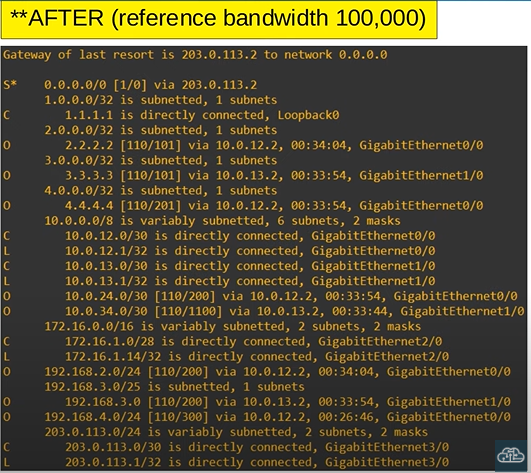 **AFTER (reference bandwidth 100,000)
Gateway of last resort is 203.0.113.2 to network 0.0.0.0
S*    0.0.0.0/0 [1/0] via 203.0.113.2
      1.0.0.0/32 is subnetted, 1 subnets
C        1.1.1.1 is directly connected, Loopback0
      2.0.0.0/32 is subnetted, 1 subnets
O        2.2.2.2 [110/101] via 10.0.12.2, 00:34:04, GigabitEthernet0/0
      3.0.0.0/32 is subnetted, 1 subnets
O        3.3.3.3 [110/101] via 10.0.13.2, 00:33:54, GigabitEthernet1/0
      4.0.0.0/32 is subnetted, 1 subnets
O        4.4.4.4 [110/201] via 10.0.12.2, 00:33:54, GigabitEthernet0/0
      10.0.0.0/8 is variably subnetted, 6 subnets, 2 masks
C        10.0.12.0/30 is directly connected, GigabitEthernet0/0
L        10.0.12.1/32 is directly connected, GigabitEthernet0/0
C        10.0.13.0/30 is directly connected, GigabitEthernet1/0
L        10.0.13.1/32 is directly connected, GigabitEthernet1/0
O        10.0.24.0/30 [110/200] via 10.0.12.2, 00:33:54, GigabitEthernet0/0
O        10.0.34.0/30 [110/1100] via 10.0.13.2, 00:33:44, GigabitEthernet1/0
      172.16.0.0/16 is variably subnetted, 2 subnets, 2 masks
C        172.16.1.0/28 is directly connected, GigabitEthernet2/0
L        172.16.1.14/32 is directly connected, GigabitEthernet2/0
O     192.168.2.0/24 [110/200] via 10.0.12.2, 00:34:04, GigabitEthernet0/0
      192.168.3.0/25 is subnetted, 1 subnets
O        192.168.3.0 [110/200] via 10.0.13.2, 00:33:54, GigabitEthernet1/0
O     192.168.4.0/24 [110/300] via 10.0.12.2, 00:26:46, GigabitEthernet0/0
      203.0.113.0/24 is variably subnetted, 2 subnets, 2 masks
C        203.0.113.0/30 is directly connected, GigabitEthernet3/0
L        203.0.113.1/32 is directly connected, GigabitEthernet3/0